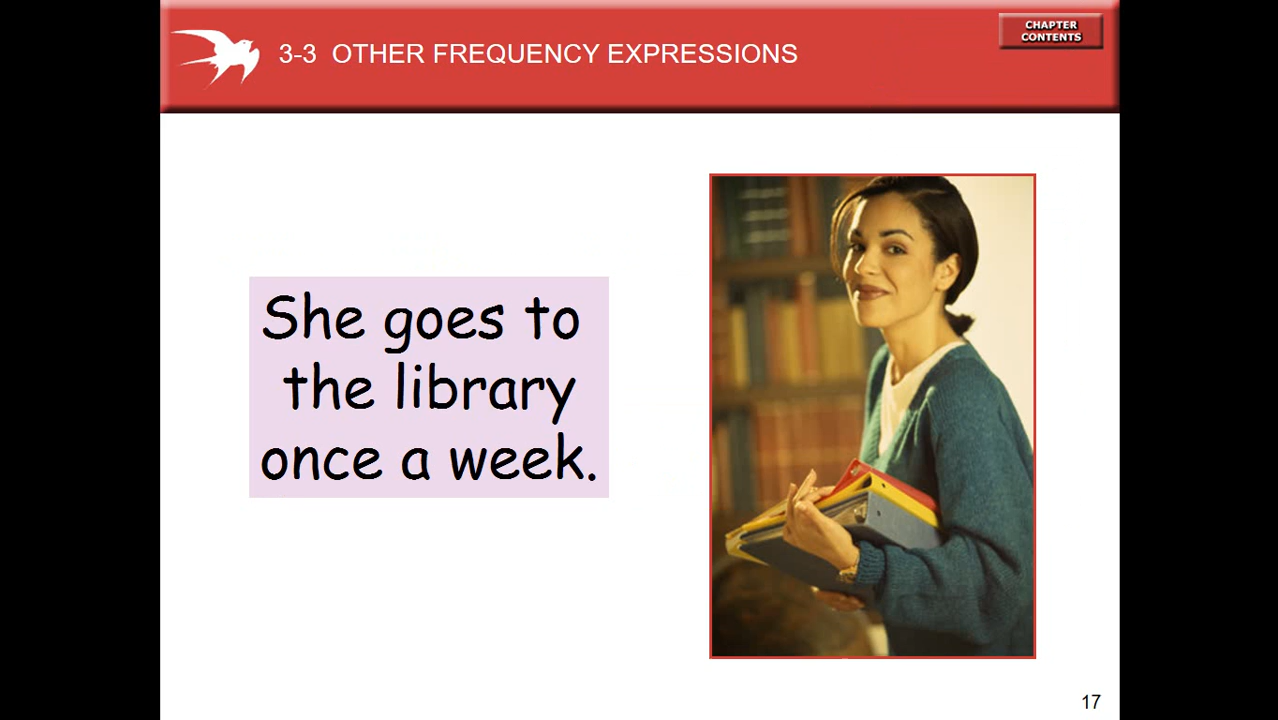 CHAPTER
CONTENTS
3-3 OTHER FREQUENCY EXPRESSIONS
She goes to
the library
once a week.
17